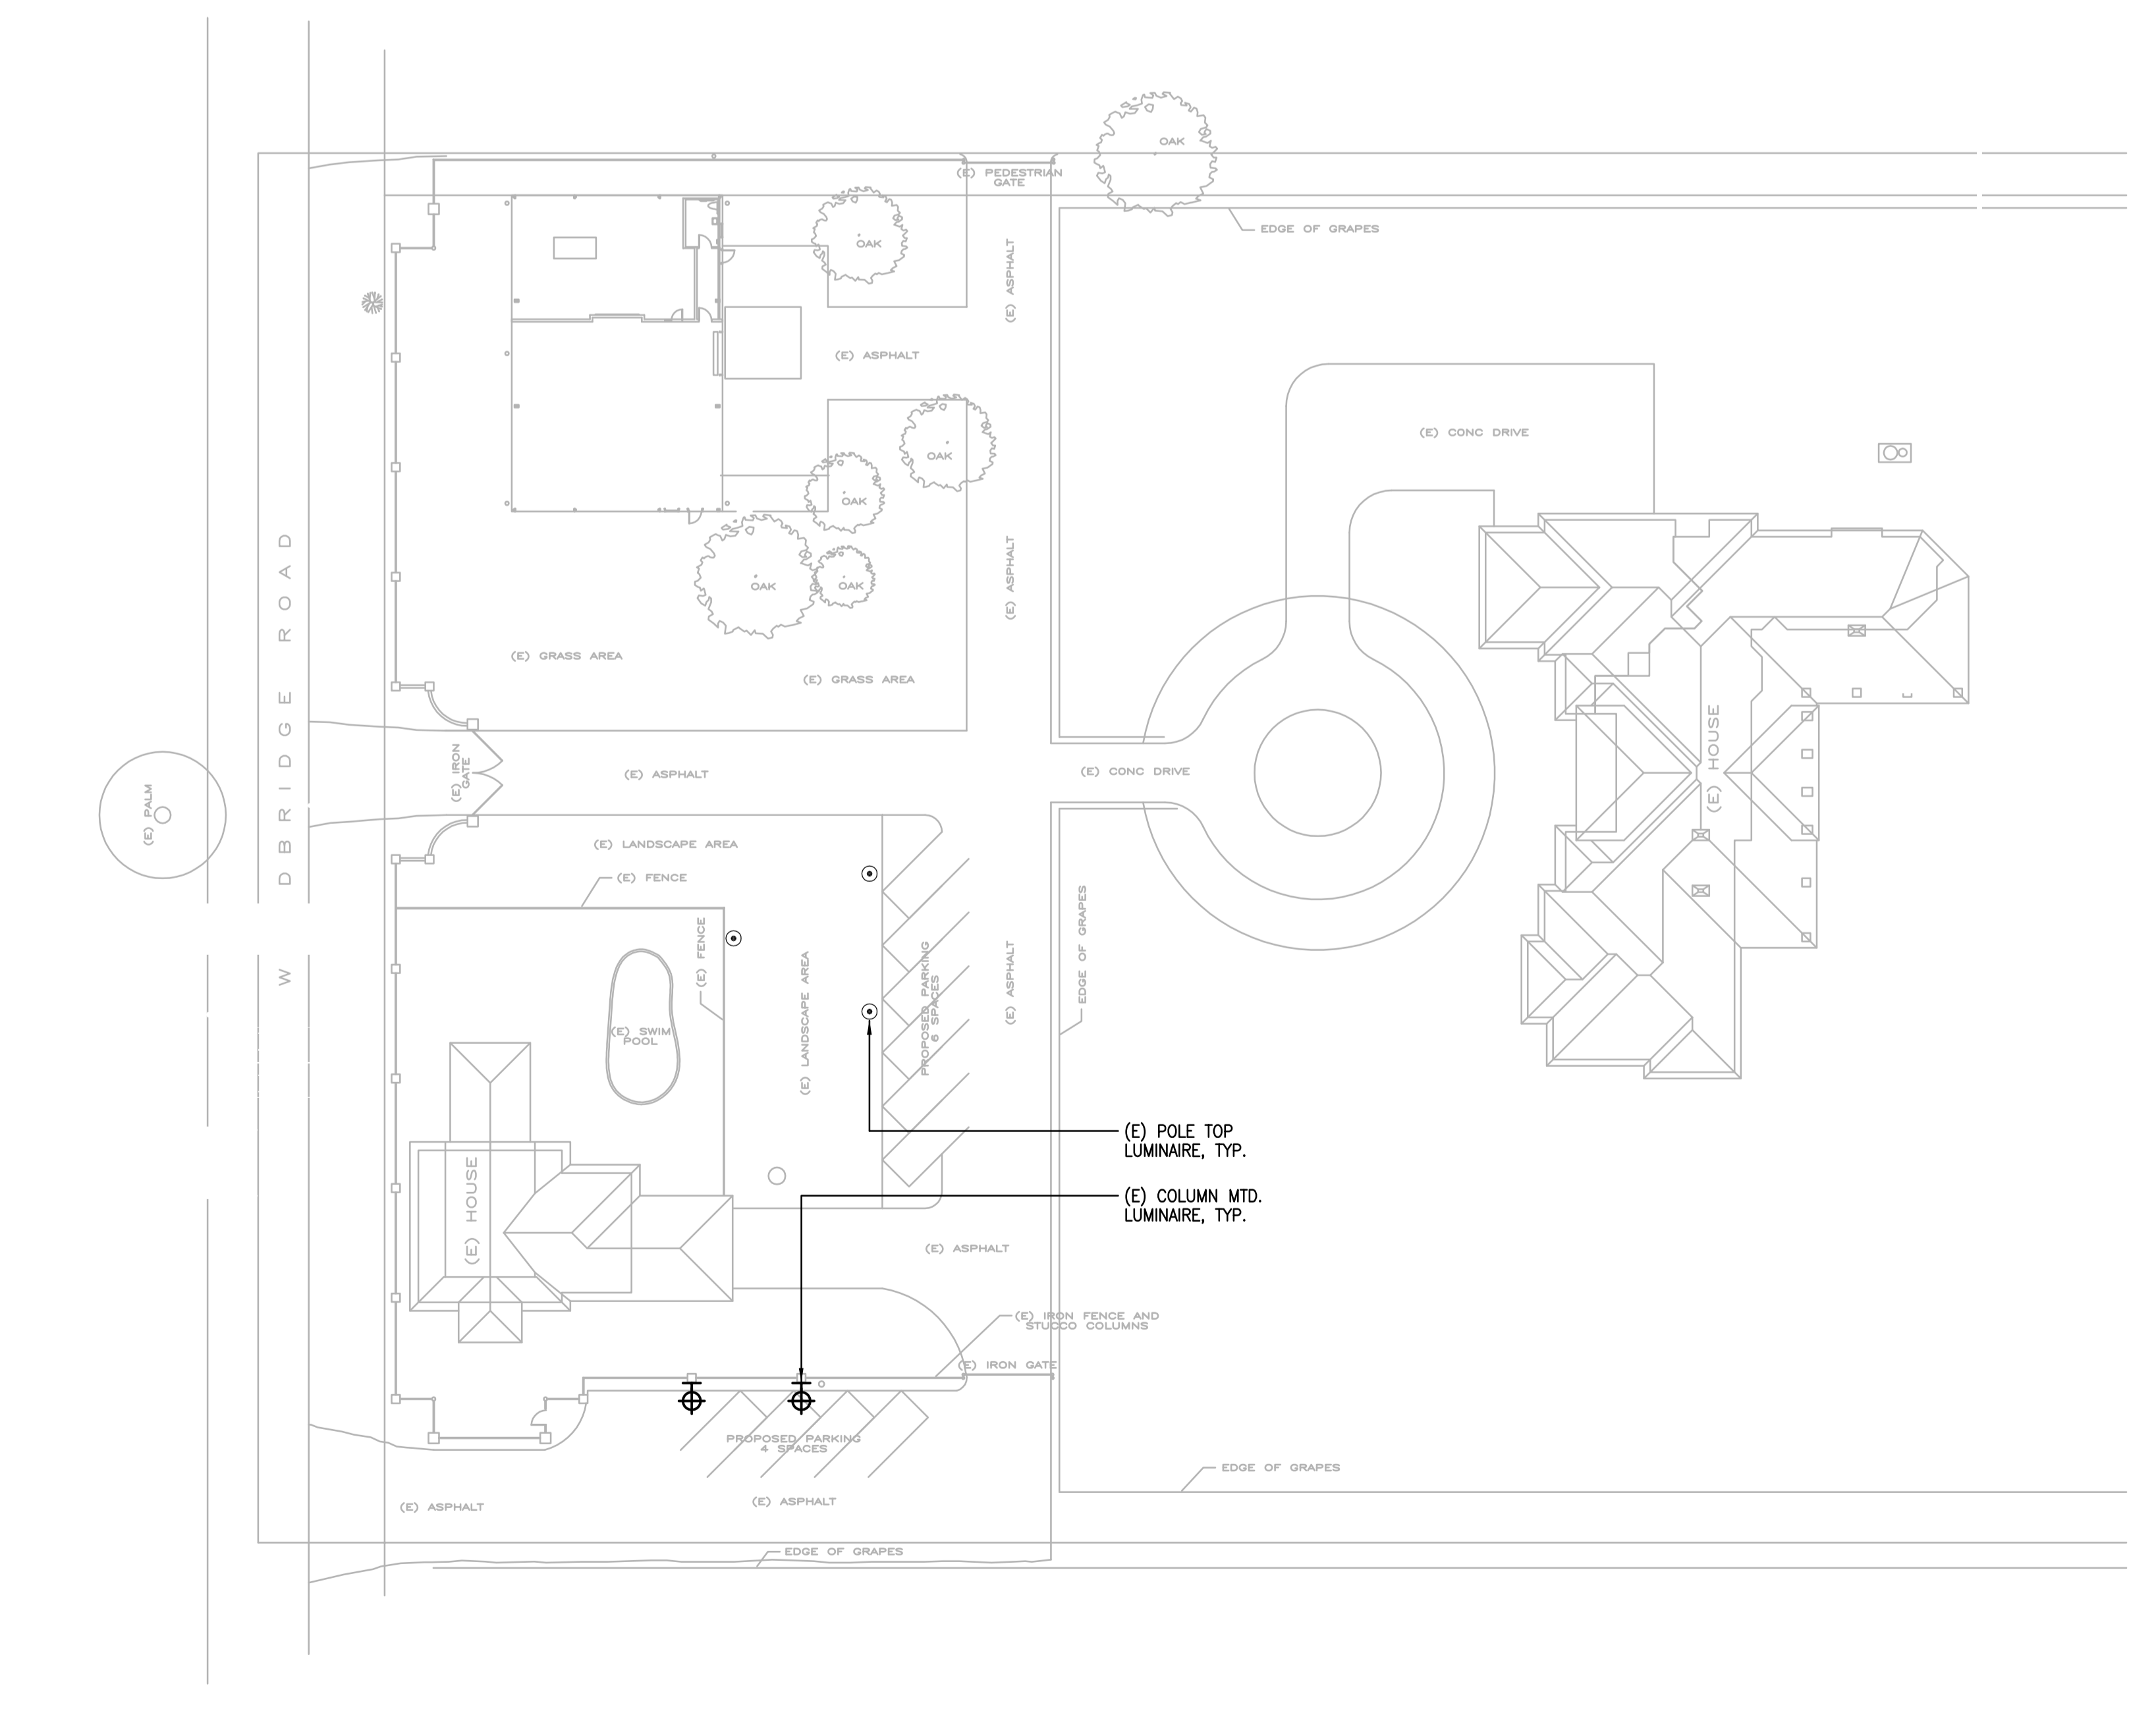 OAK
(E) PEDESTRIAN
GATE
EDGE OF GRAPES
OAK
(E) ASPHALT
(E) ASPHALT
(E) CONC DRIVE
OAK
OAK
(E) ASPHALT
OAK
OAK
(E) GRASS AREA
(E) GRASS AREA
W DBRIDGE ROAD
(E) IRON
GATE
(E) ASPHALT
(E) CONC DRIVE
(E) HOUSE
(E) PALM
(E) LANDSCAPE AREA
(E) FENCE
(E) FENCE
(E) LANDSCAPE AREA
PROPOSED PARKING
6 SPACES
(E) ASPHALT
EDGE OF GRAPES
(E) SWIM
POOL
(E) POLE TOP
LUMINAIRE, TYP.
(E) COLUMN MTD.
LUMINAIRE, TYP.
(E) HOUSE
(E) ASPHALT
(E) IRON FENCE AND
STUCCO COLUMNS
(E) IRON GATE
PROPOSED PARKING
4 SPACES
EDGE OF GRAPES
(E) ASPHALT
(E) ASPHALT
EDGE OF GRAPES